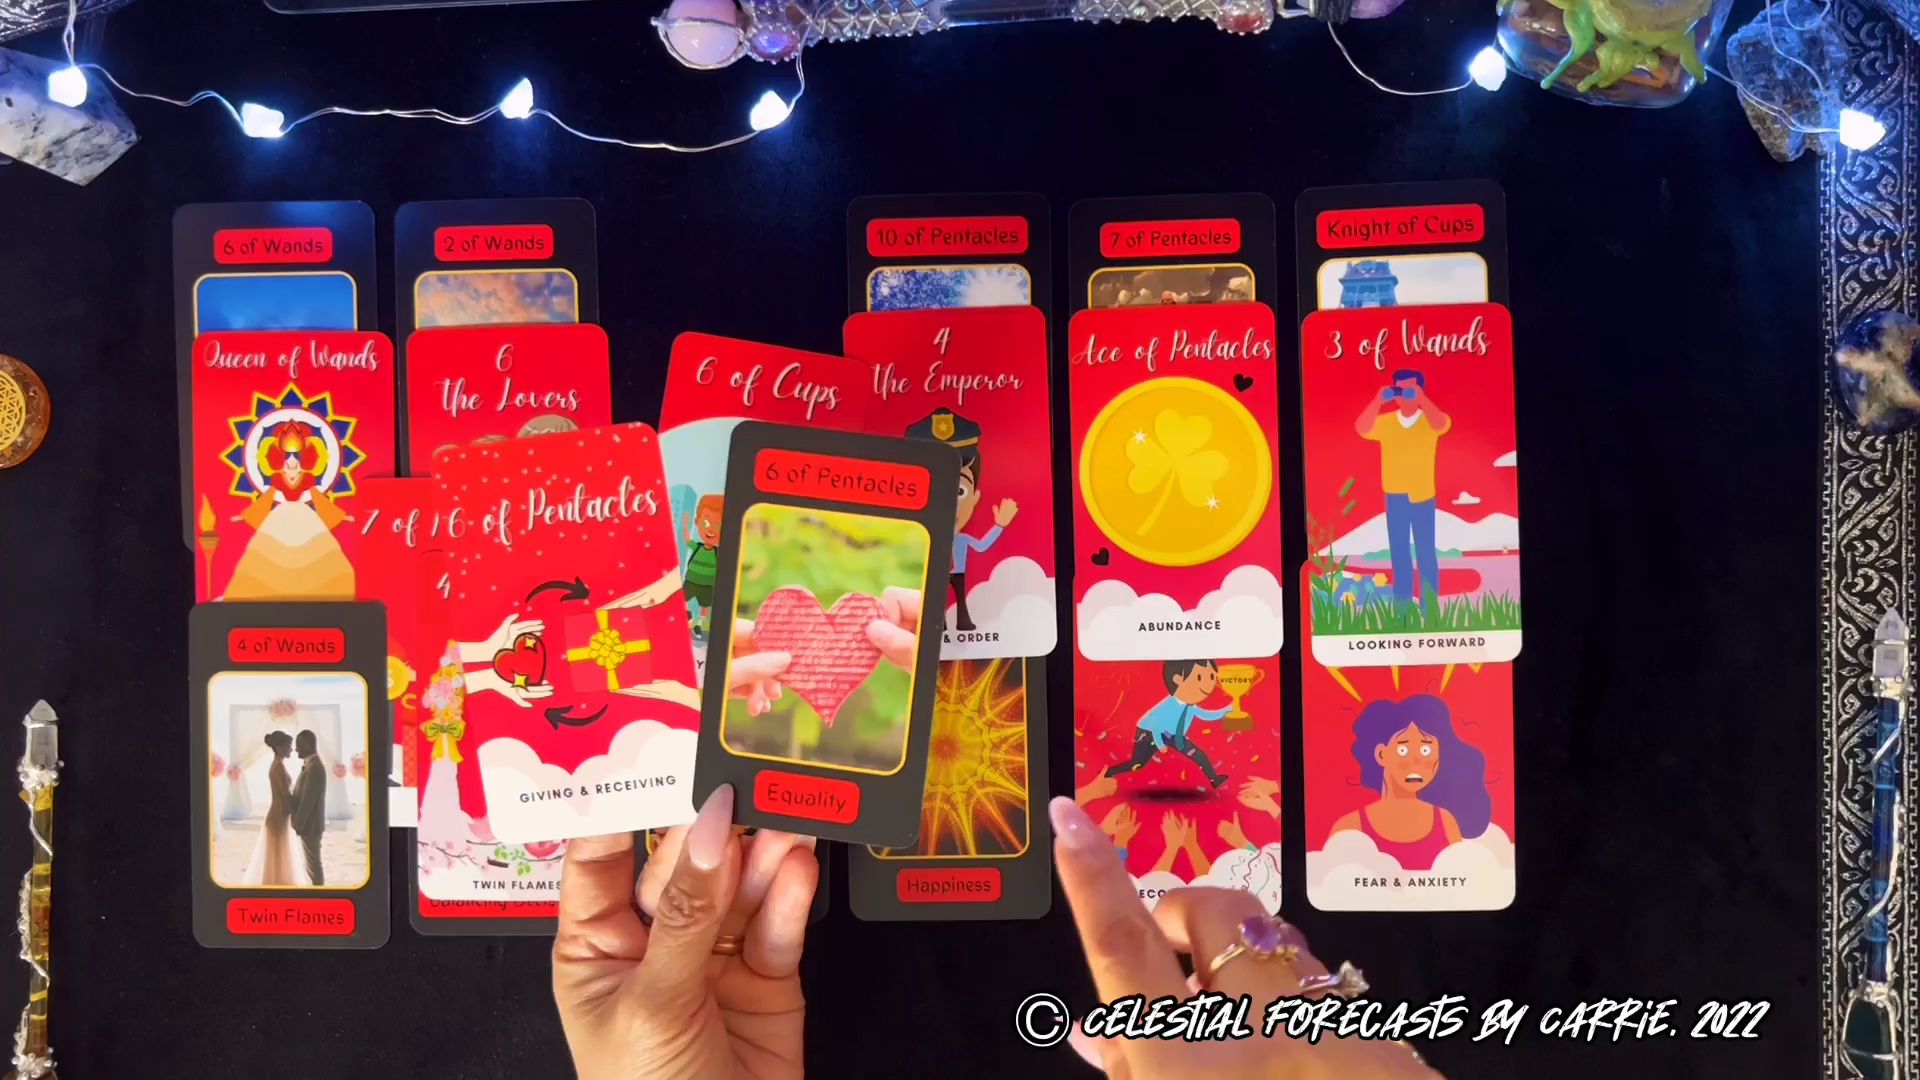 6 of Wands
2 of Wands
10 of Pentacles
7 of Pentacles
Knight of Cups
Queen of Wands
6
the Lovers
6 of Cups
4
the Emperor
Ace of Pentacles
3 of Wands
7 of
6 of Pentacles
6 of Pentacles
4
& ORDER
ABUNDANCE
LOOKING FORWARD
4 of Wands
VICTORY
GIVING & RECEIVING
Equality
TWIN FLAMES
Happiness
FEAR & ANXIETY
Twin Flames
© CELESTIAL FORECASTS BY CARRIE. 2022